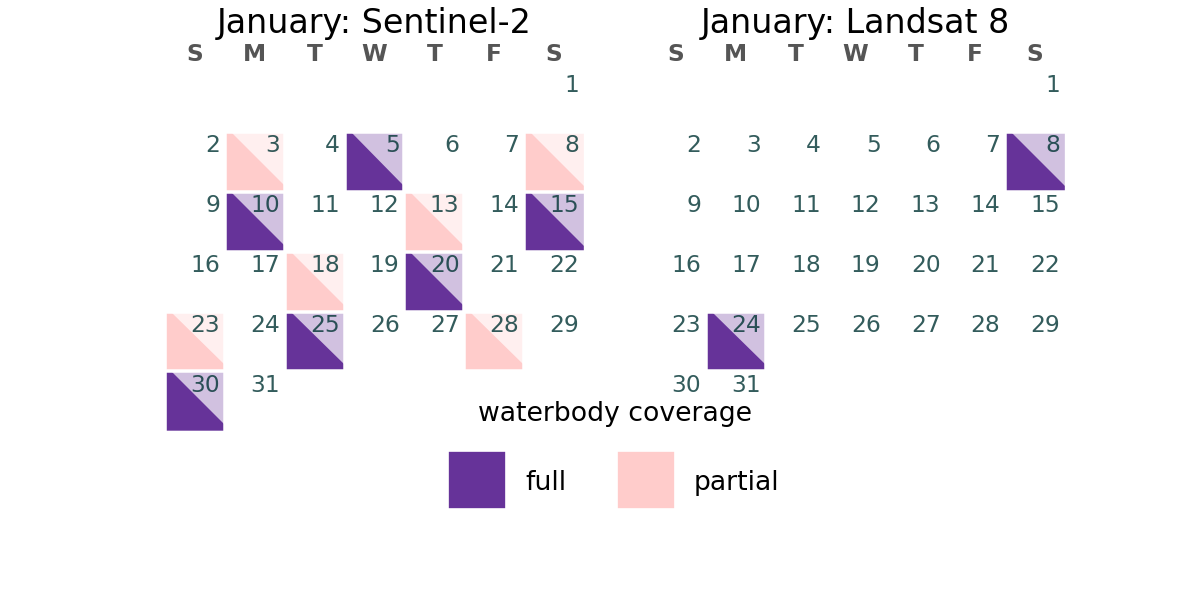 January: Sentinel-2
S M T W T F S
1
2 3 4 5 6 7 8
9 10 11 12 13 14 15
16 17 18 19 20 21 22
23 24 25 26 27 28 29
30 31
January: Landsat 8
S M T W T F S
1
2 3 4 5 6 7 8
9 10 11 12 13 14 15
16 17 18 19 20 21 22
23 24 25 26 27 28 29
30 31
waterbody coverage
full
partial